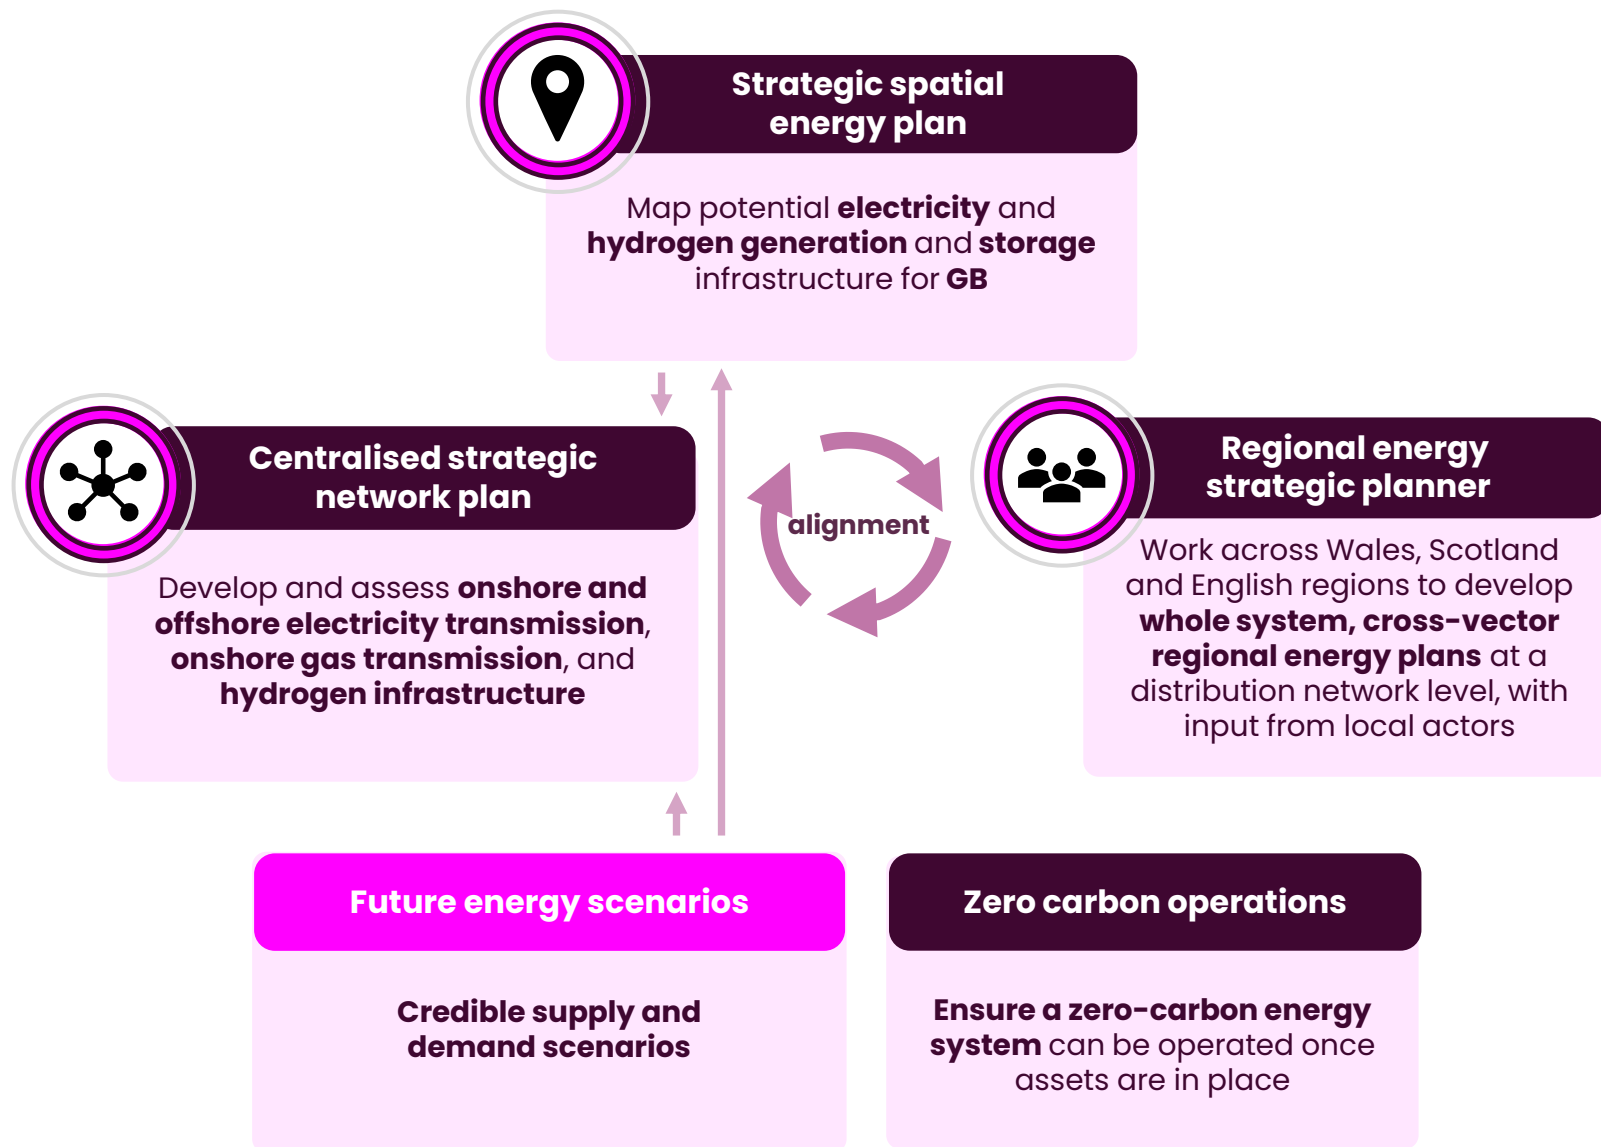 Strategic spatial
energy plan
Map potential electricity and
hydrogen generation and storage
infrastructure for GB
Centralised strategic
network plan
Develop and assess onshore and
offshore electricity transmission,
onshore gas transmission, and
hydrogen infrastructure
alignment
Regional energy
strategic planner
Work across Wales, Scotland
and English regions to develop
whole system, cross-vector
regional energy plans at a
distribution network level, with
input from local actors
Future energy scenarios
Credible supply and
demand scenarios
Zero carbon operations
Ensure a zero-carbon energy
system can be operated once
assets are in place